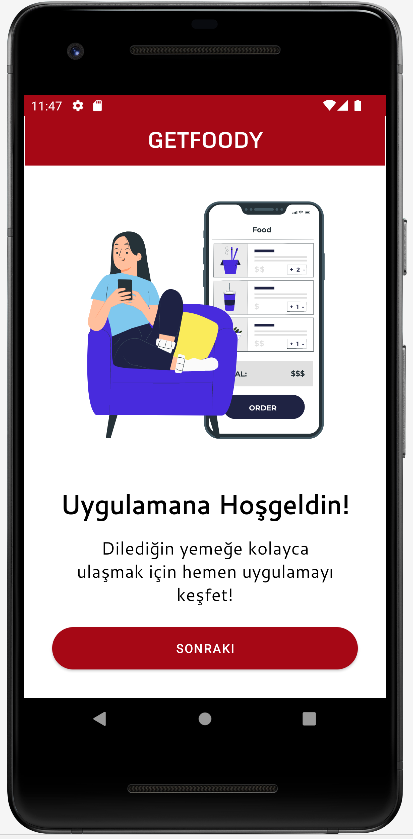 11:47
GETFOODY
Food
$$
+ 2 -
$$
+ 1 -
$$
+ 1 -
AL: $$$
ORDER
Uygulamana Hoşgeldin!
Dilediğin yemeğe kolayca
ulaşmak için hemen uygulamayı
keşfet!
SONRAKI